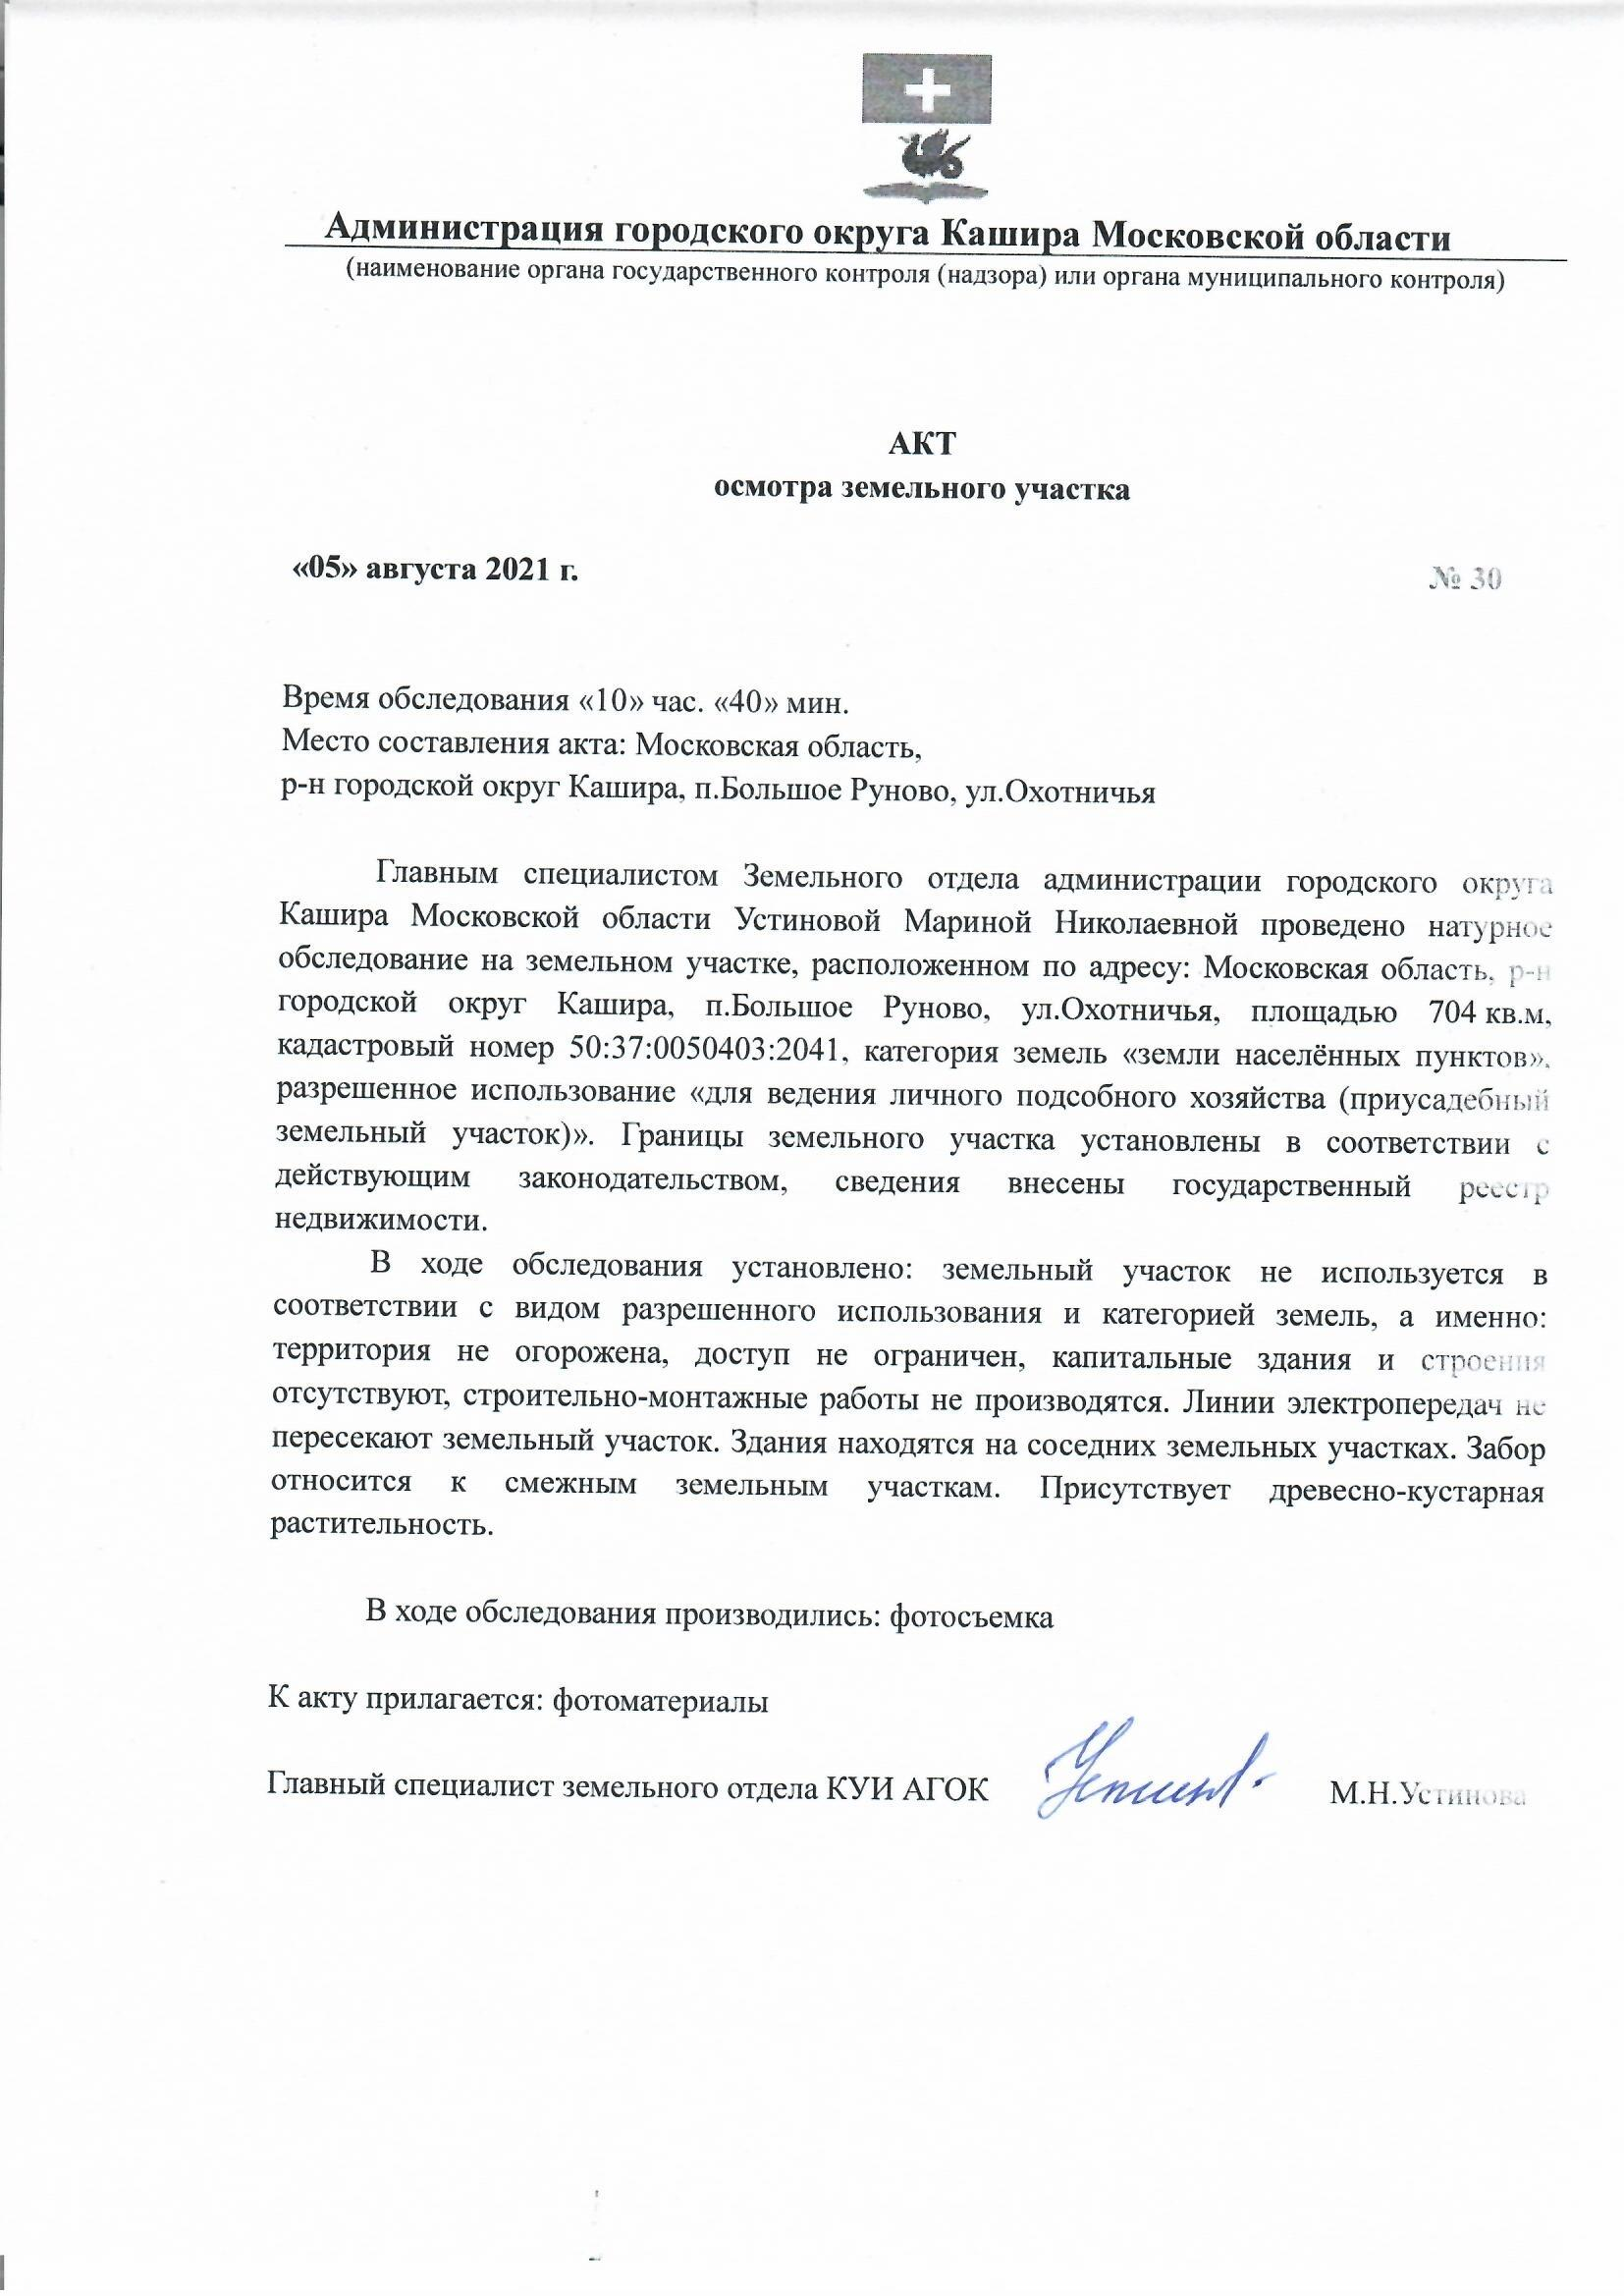 Администрация городского округа Кашира Московской области
(наименование органа государственного контроля (надзора) или органа муниципального контроля)
АКТ
осмотра земельного участка
«05» августа 2021 г.
№ 30
Время обследования «10» час. «40» мин.
Место составления акта: Московская область,
р-н городской округ Кашира, п.Большое Руново, ул.Охотничья
Главным специалистом Земельного отдела администрации городского округа
Кашира Московской области Устиновой Мариной Николаевной проведено натурное
обследование на земельном участке, расположенном по адресу: Московская область, р-н
городской округ Кашира, п.Большое Руново, ул.Охотничья, площадью 704 кв.м,
кадастровый номер 50:37:0050403:2041, категория земель «земли населённых пунктов»,
разрешенное использование «для ведения личного подсобного хозяйства (приусадебный
земельный участок)». Границы земельного участка установлены в соответствии с
действующим законодательством, сведения внесены государственный реестр
недвижимости.
В ходе обследования установлено: земельный участок не используется в
соответствии с видом разрешенного использования и категорией земель, а именно:
территория не огорожена, доступ не ограничен, капитальные здания и строения
отсутствуют, строительно-монтажные работы не производятся. Линии электропередач не
пересекают земельный участок. Здания находятся на соседних земельных участках. Забор
относится к смежным земельным участкам. Присутствует древесно-кустарная
растительность.
В ходе обследования производились: фотосъемка
К акту прилагается: фотоматериалы
Главный специалист земельного отдела КУИ АГОК
М.Н.Устинова